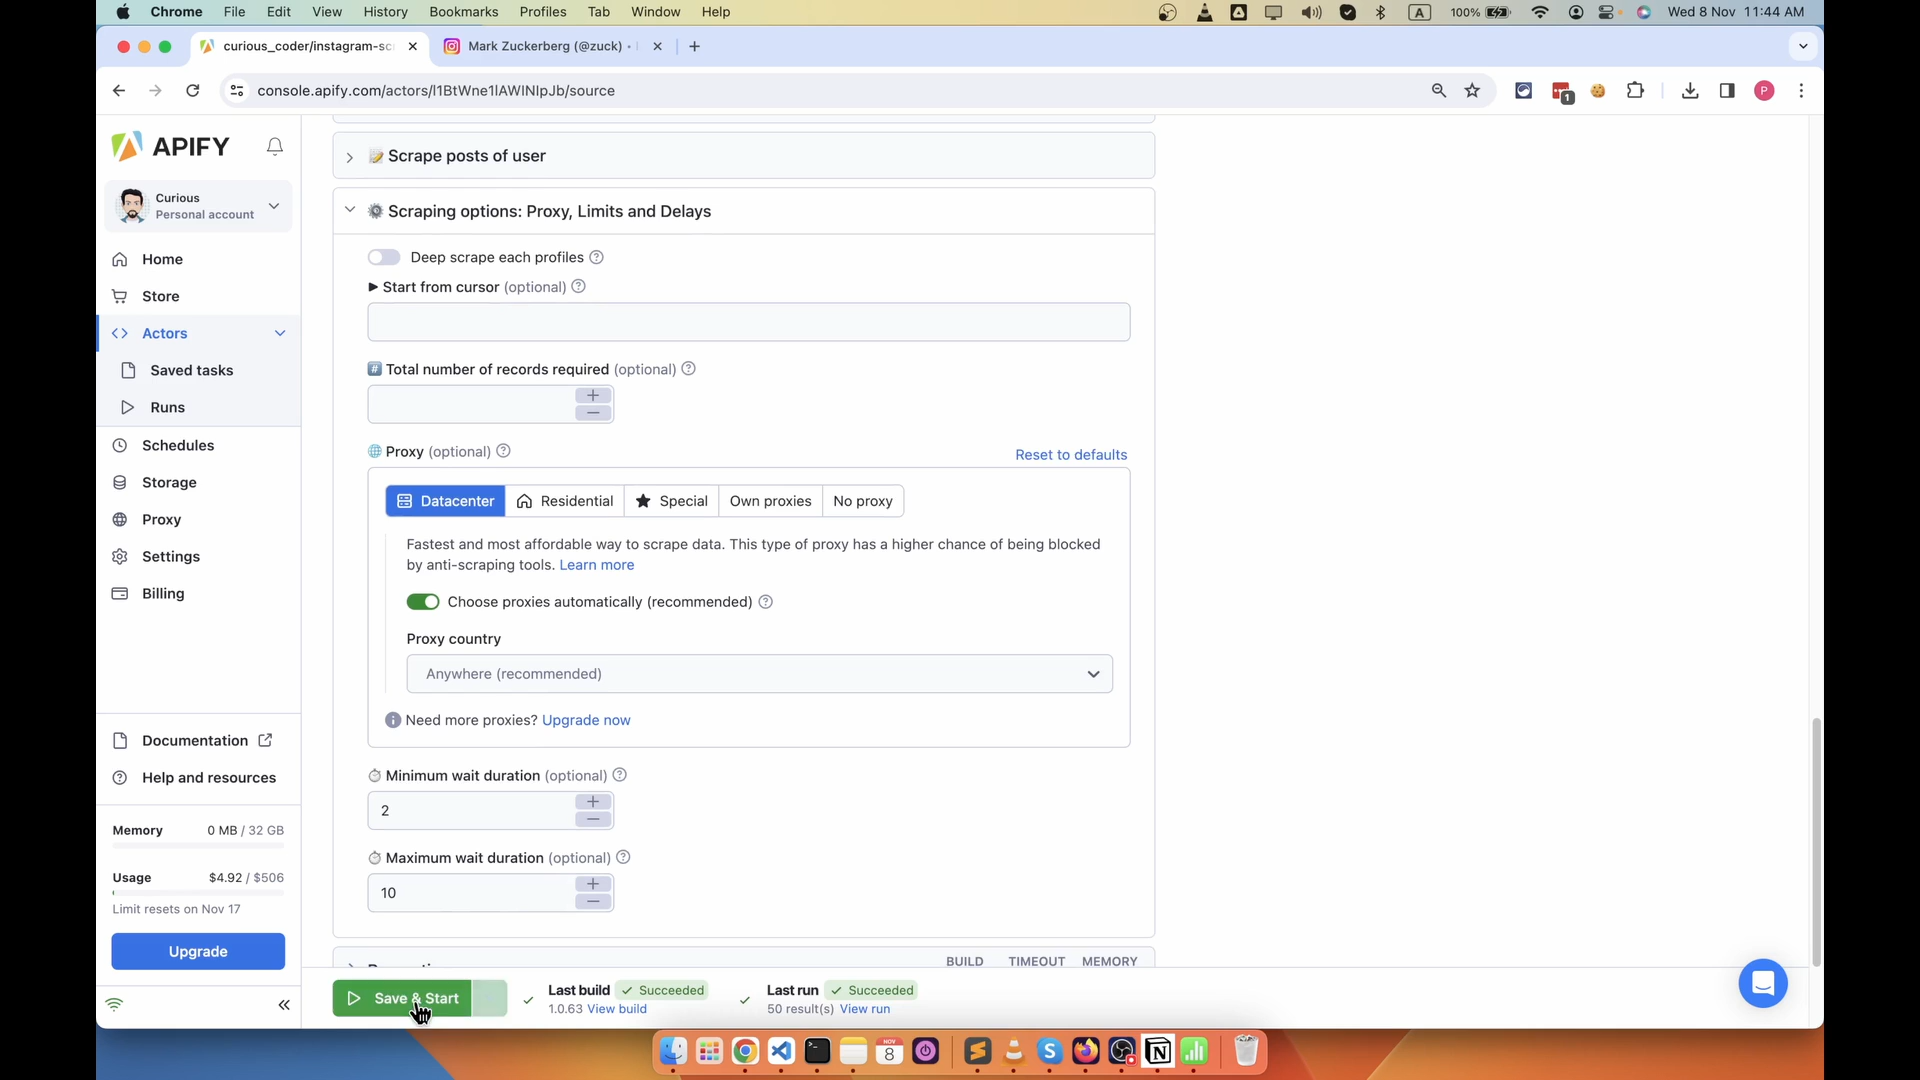 Chrome File Edit View History Bookmarks Profiles Tab Window Help
A 100% Wed 8 Nov 11:44 AM
curious_coder/instagram-sc
Mark Zuckerberg (@zuck) •
console.apify.com/actors/l1BtWne1lAWlNlpJb/source
1
P
APIFY
Curious
Personal account
Home
Store
Actors
Saved tasks
Runs
Schedules
Storage
Proxy
Settings
Billing
Documentation
Help and resources
Memory 0 MB / 32 GB
Usage $4.92 / $506
Limit resets on Nov 17
Upgrade
Scrape posts of user
Scraping options: Proxy, Limits and Delays
Deep scrape each profiles
Start from cursor (optional)
# Total number of records required (optional)
Proxy (optional)
Reset to defaults
Datacenter Residential Special Own proxies No proxy
Fastest and most affordable way to scrape data. This type of proxy has a higher chance of being blocked
by anti-scraping tools. Learn more
Choose proxies automatically (recommended)
Proxy country
Anywhere (recommended)
Need more proxies? Upgrade now
Minimum wait duration (optional)
2
Maximum wait duration (optional)
10
BUILD TIMEOUT MEMORY
Save & Start
Last build Succeeded
1.0.63 View build
Last run Succeeded
50 result(s) View run
NOV
8